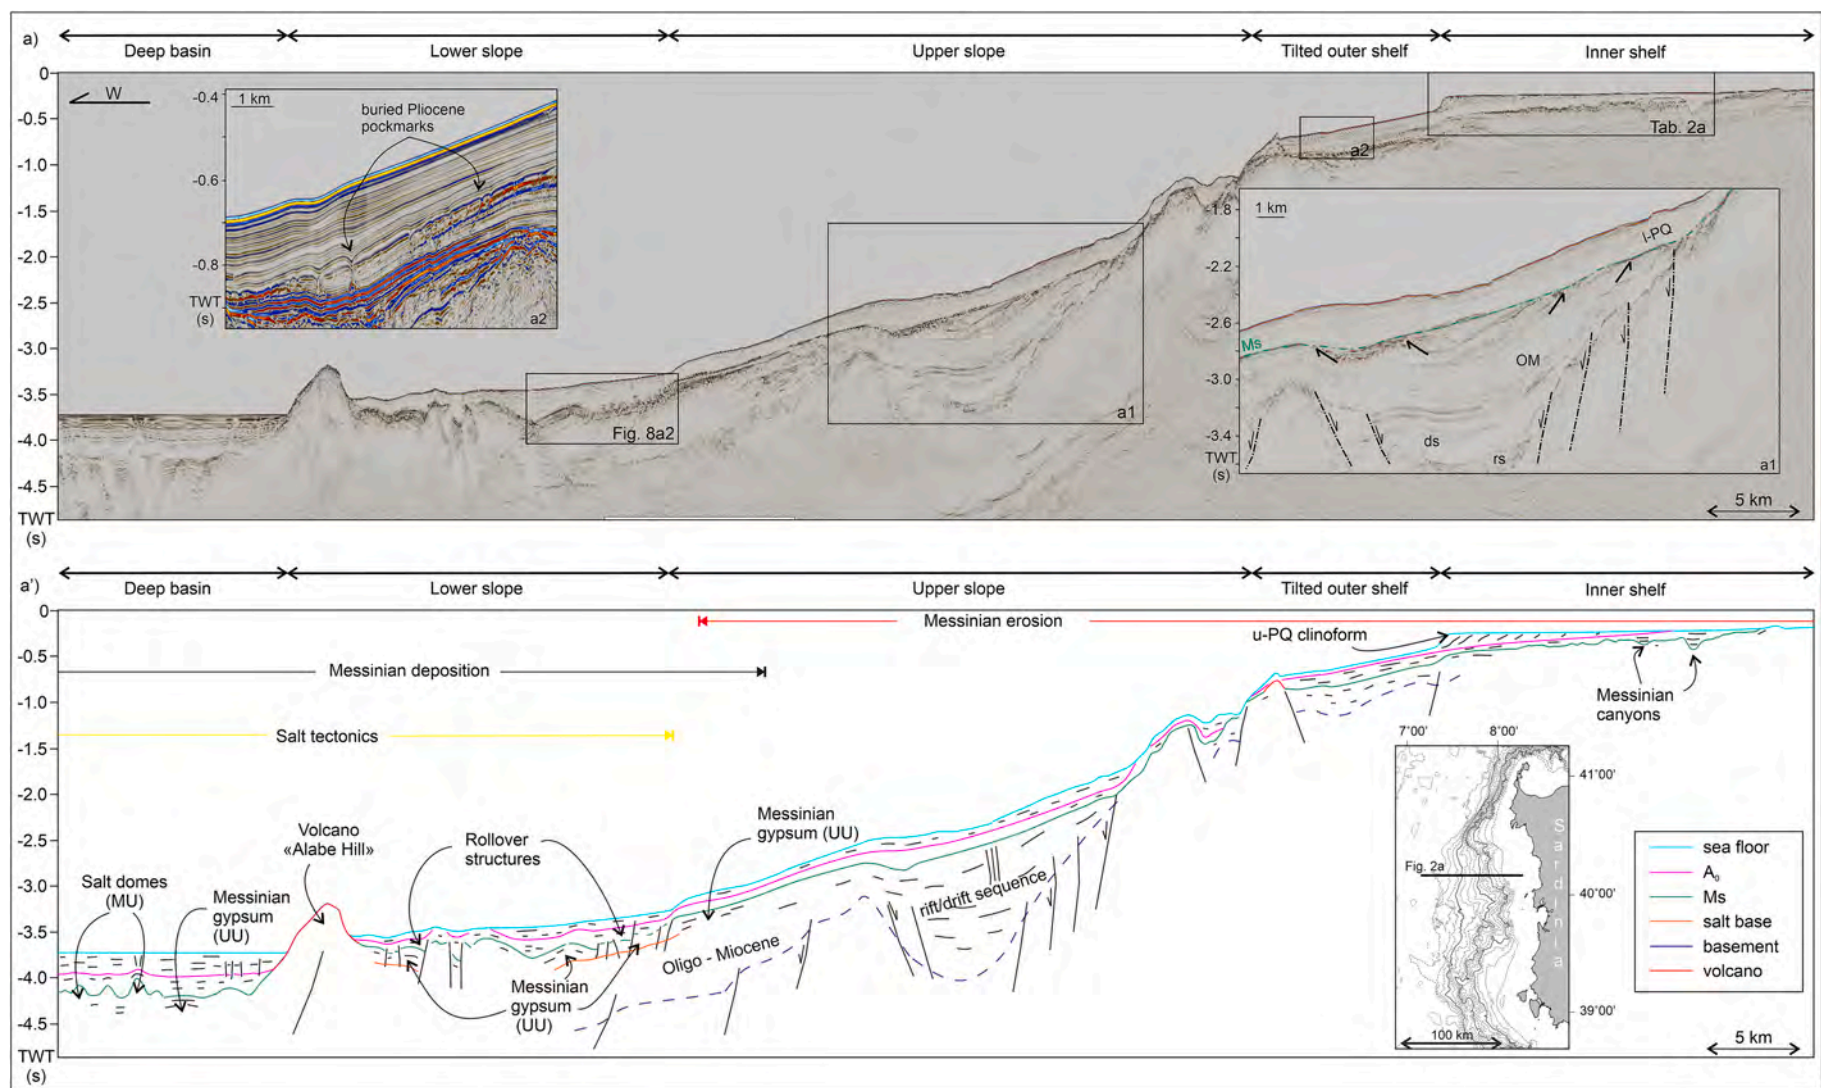 a)
Deep basin
Lower slope
Upper slope
Tilted outer shelf
Inner shelf
0
-0.5
-1.0
-1.5
-2.0
-2.5
-3.0
-3.5
-4.0
-4.5
TWT
(s)
W
-0.4
-0.6
-0.8
TWT
(s)
1 km
buried Pliocene
pockmarks
a2
a2
Tab. 2a
Fig. 8a2
a1
-1.8
-2.2
-2.6
-3.0
-3.4
TWT
(s)
1 km
l-PQ
Ms
OM
ds
rs
a1
5 km
a')
Deep basin
Lower slope
Upper slope
Tilted outer shelf
Inner shelf
0
-0.5
-1.0
-1.5
-2.0
-2.5
-3.0
-3.5
-4.0
-4.5
TWT
(s)
Messinian erosion
Messinian deposition
Salt tectonics
u-PQ clinoform
Messinian
canyons
Volcano
«Alabe Hill»
Rollover
structures
Messinian
gypsum (UU)
Salt domes
(MU)
Messinian
gypsum
(UU)
Messinian
gypsum
(UU)
Oligo - Miocene
rift/drift sequence
7°00'
8°00'
41°00'
40°00'
39°00'
Fig. 2a
Sardinia
100 km
sea floor
A₀
Ms
salt base
basement
volcano
5 km